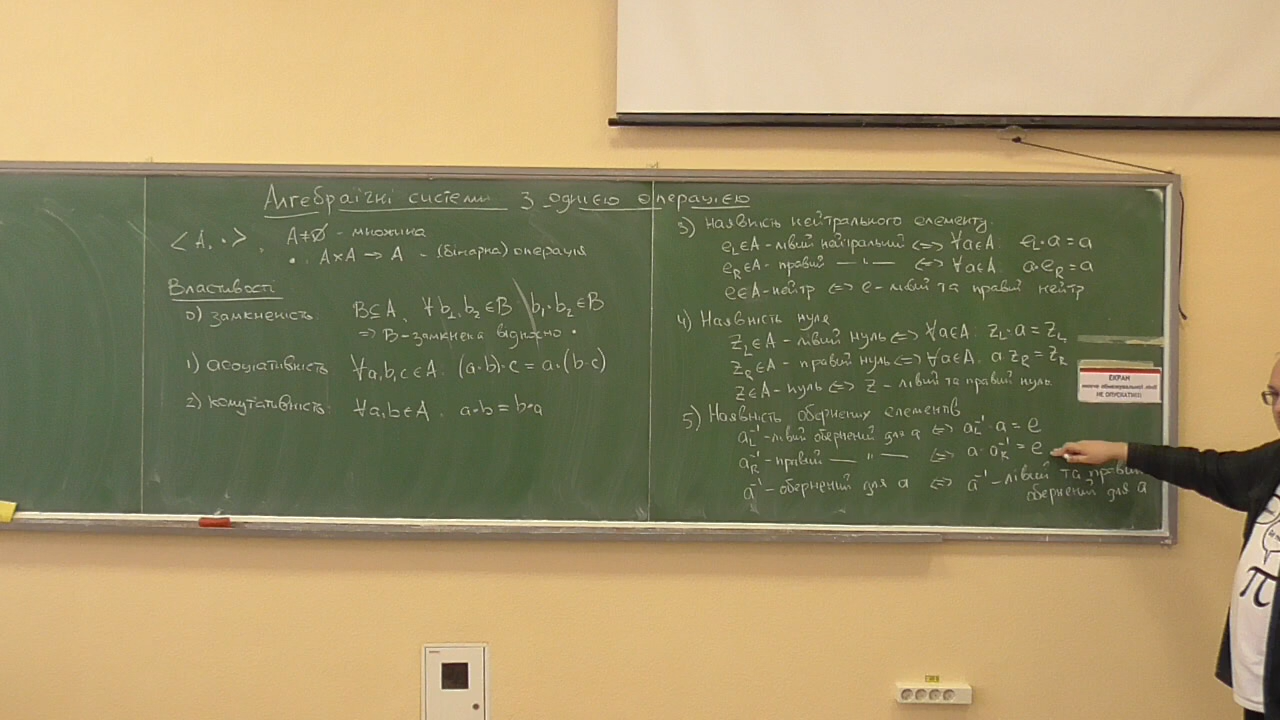 Алгебраїчні системи з однією операцією
<A, ·>, A≠∅ - множина
· : A×A → A - (бінарна) операція
Властивості
0) замкненість: B⊆A, ∀b₁,b₂∈B b₁·b₂∈B
=> B-замкнена відносно ·
1) асоціативність ∀a,b,c∈A: (a·b)·c = a·(b·c)
2) комутативність: ∀a,b∈A: a·b = b·a
3) Наявність нейтрального елементу:
e_L∈A - лівий нейтральний <=> ∀a∈A: e_L·a = a
e_R∈A - правий — " — <=> ∀a∈A: a·e_R = a
e∈A - нейтр <=> e - лівий та правий нейтр
4) Наявність нуля
z_L∈A - лівий нуль <=> ∀a∈A: z_L·a = z_L
z_R∈A - правий нуль <=> ∀a∈A: a·z_R = z_R
z∈A - нуль <=> z - лівий та правий нуль.
5) Наявність обернених елементів
a_L⁻¹ - лівий обернений для a <=> a_L⁻¹·a = e
a_R⁻¹ - правий — " — <=> a·a_R⁻¹ = e
a⁻¹ - обернений для a <=> a⁻¹ - лівий та правий
обернений для a
ЕКРАН
НЕ ОПУСКАТИ!!!
π